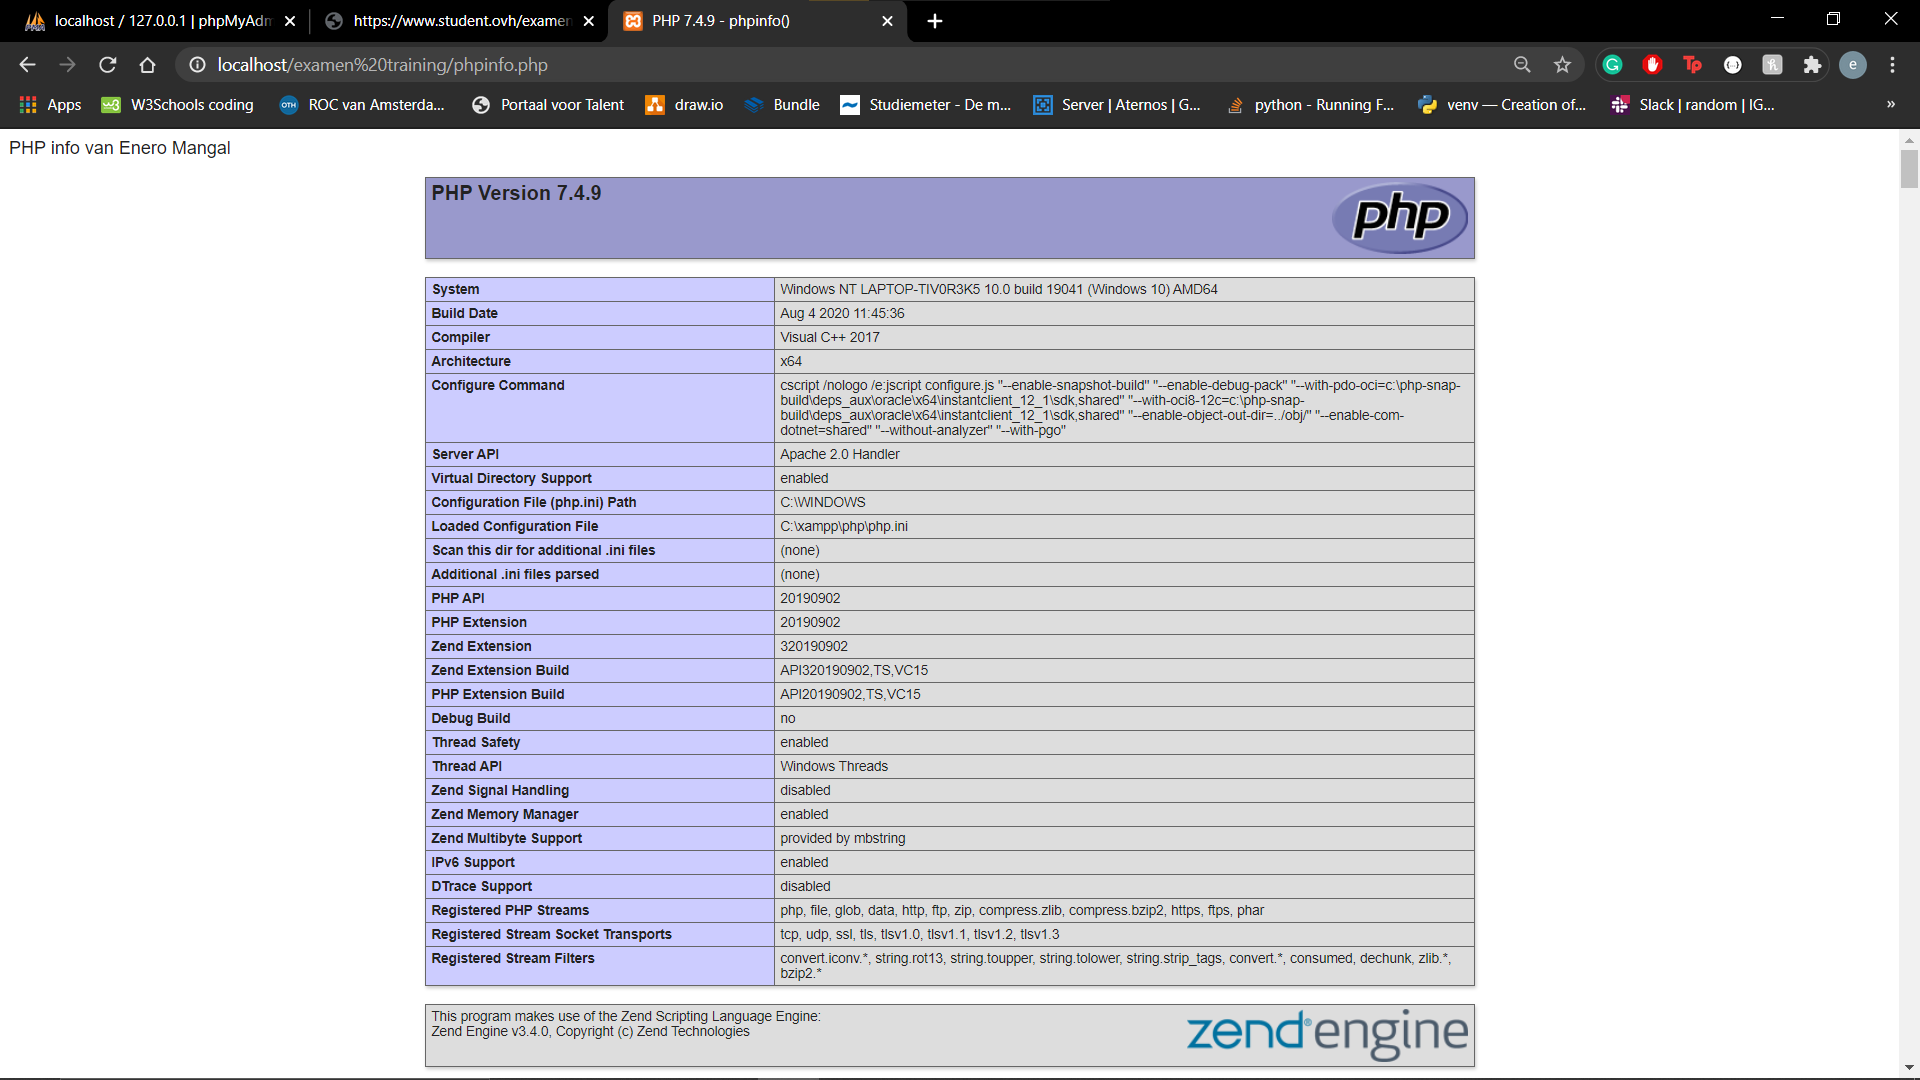 localhost / 127.0.0.1 | phpMyAdm
https://www.student.ovh/examen
PHP 7.4.9 - phpinfo()
localhost/examen%20training/phpinfo.php
e
Apps
W3Schools coding
ROC van Amsterda...
Portaal voor Talent
draw.io
Bundle
Studiemeter - De m...
Server | Aternos | G...
python - Running F...
venv — Creation of...
Slack | random | IG...
»
PHP info van Enero Mangal
PHP Version 7.4.9
php
System Windows NT LAPTOP-TIV0R3K5 10.0 build 19041 (Windows 10) AMD64
Build Date Aug 4 2020 11:45:36
Compiler Visual C++ 2017
Architecture x64
Configure Command cscript /nologo /e:jscript configure.js "--enable-snapshot-build" "--enable-debug-pack" "--with-pdo-oci=c:\php-snap-
build\deps_aux\oracle\x64\instantclient_12_1\sdk,shared" "--with-oci8-12c=c:\php-snap-
build\deps_aux\oracle\x64\instantclient_12_1\sdk,shared" "--enable-object-out-dir=../obj/" "--enable-com-
dotnet=shared" "--without-analyzer" "--with-pgo"
Server API Apache 2.0 Handler
Virtual Directory Support enabled
Configuration File (php.ini) Path C:\WINDOWS
Loaded Configuration File C:\xampp\php\php.ini
Scan this dir for additional .ini files (none)
Additional .ini files parsed (none)
PHP API 20190902
PHP Extension 20190902
Zend Extension 320190902
Zend Extension Build API320190902,TS,VC15
PHP Extension Build API20190902,TS,VC15
Debug Build no
Thread Safety enabled
Thread API Windows Threads
Zend Signal Handling disabled
Zend Memory Manager enabled
Zend Multibyte Support provided by mbstring
IPv6 Support enabled
DTrace Support disabled
Registered PHP Streams php, file, glob, data, http, ftp, zip, compress.zlib, compress.bzip2, https, ftps, phar
Registered Stream Socket Transports tcp, udp, ssl, tls, tlsv1.0, tlsv1.1, tlsv1.2, tlsv1.3
Registered Stream Filters convert.iconv.*, string.rot13, string.toupper, string.tolower, string.strip_tags, convert.*, consumed, dechunk, zlib.*,
bzip2.*
This program makes use of the Zend Scripting Language Engine:
Zend Engine v3.4.0, Copyright (c) Zend Technologies
zend® engine